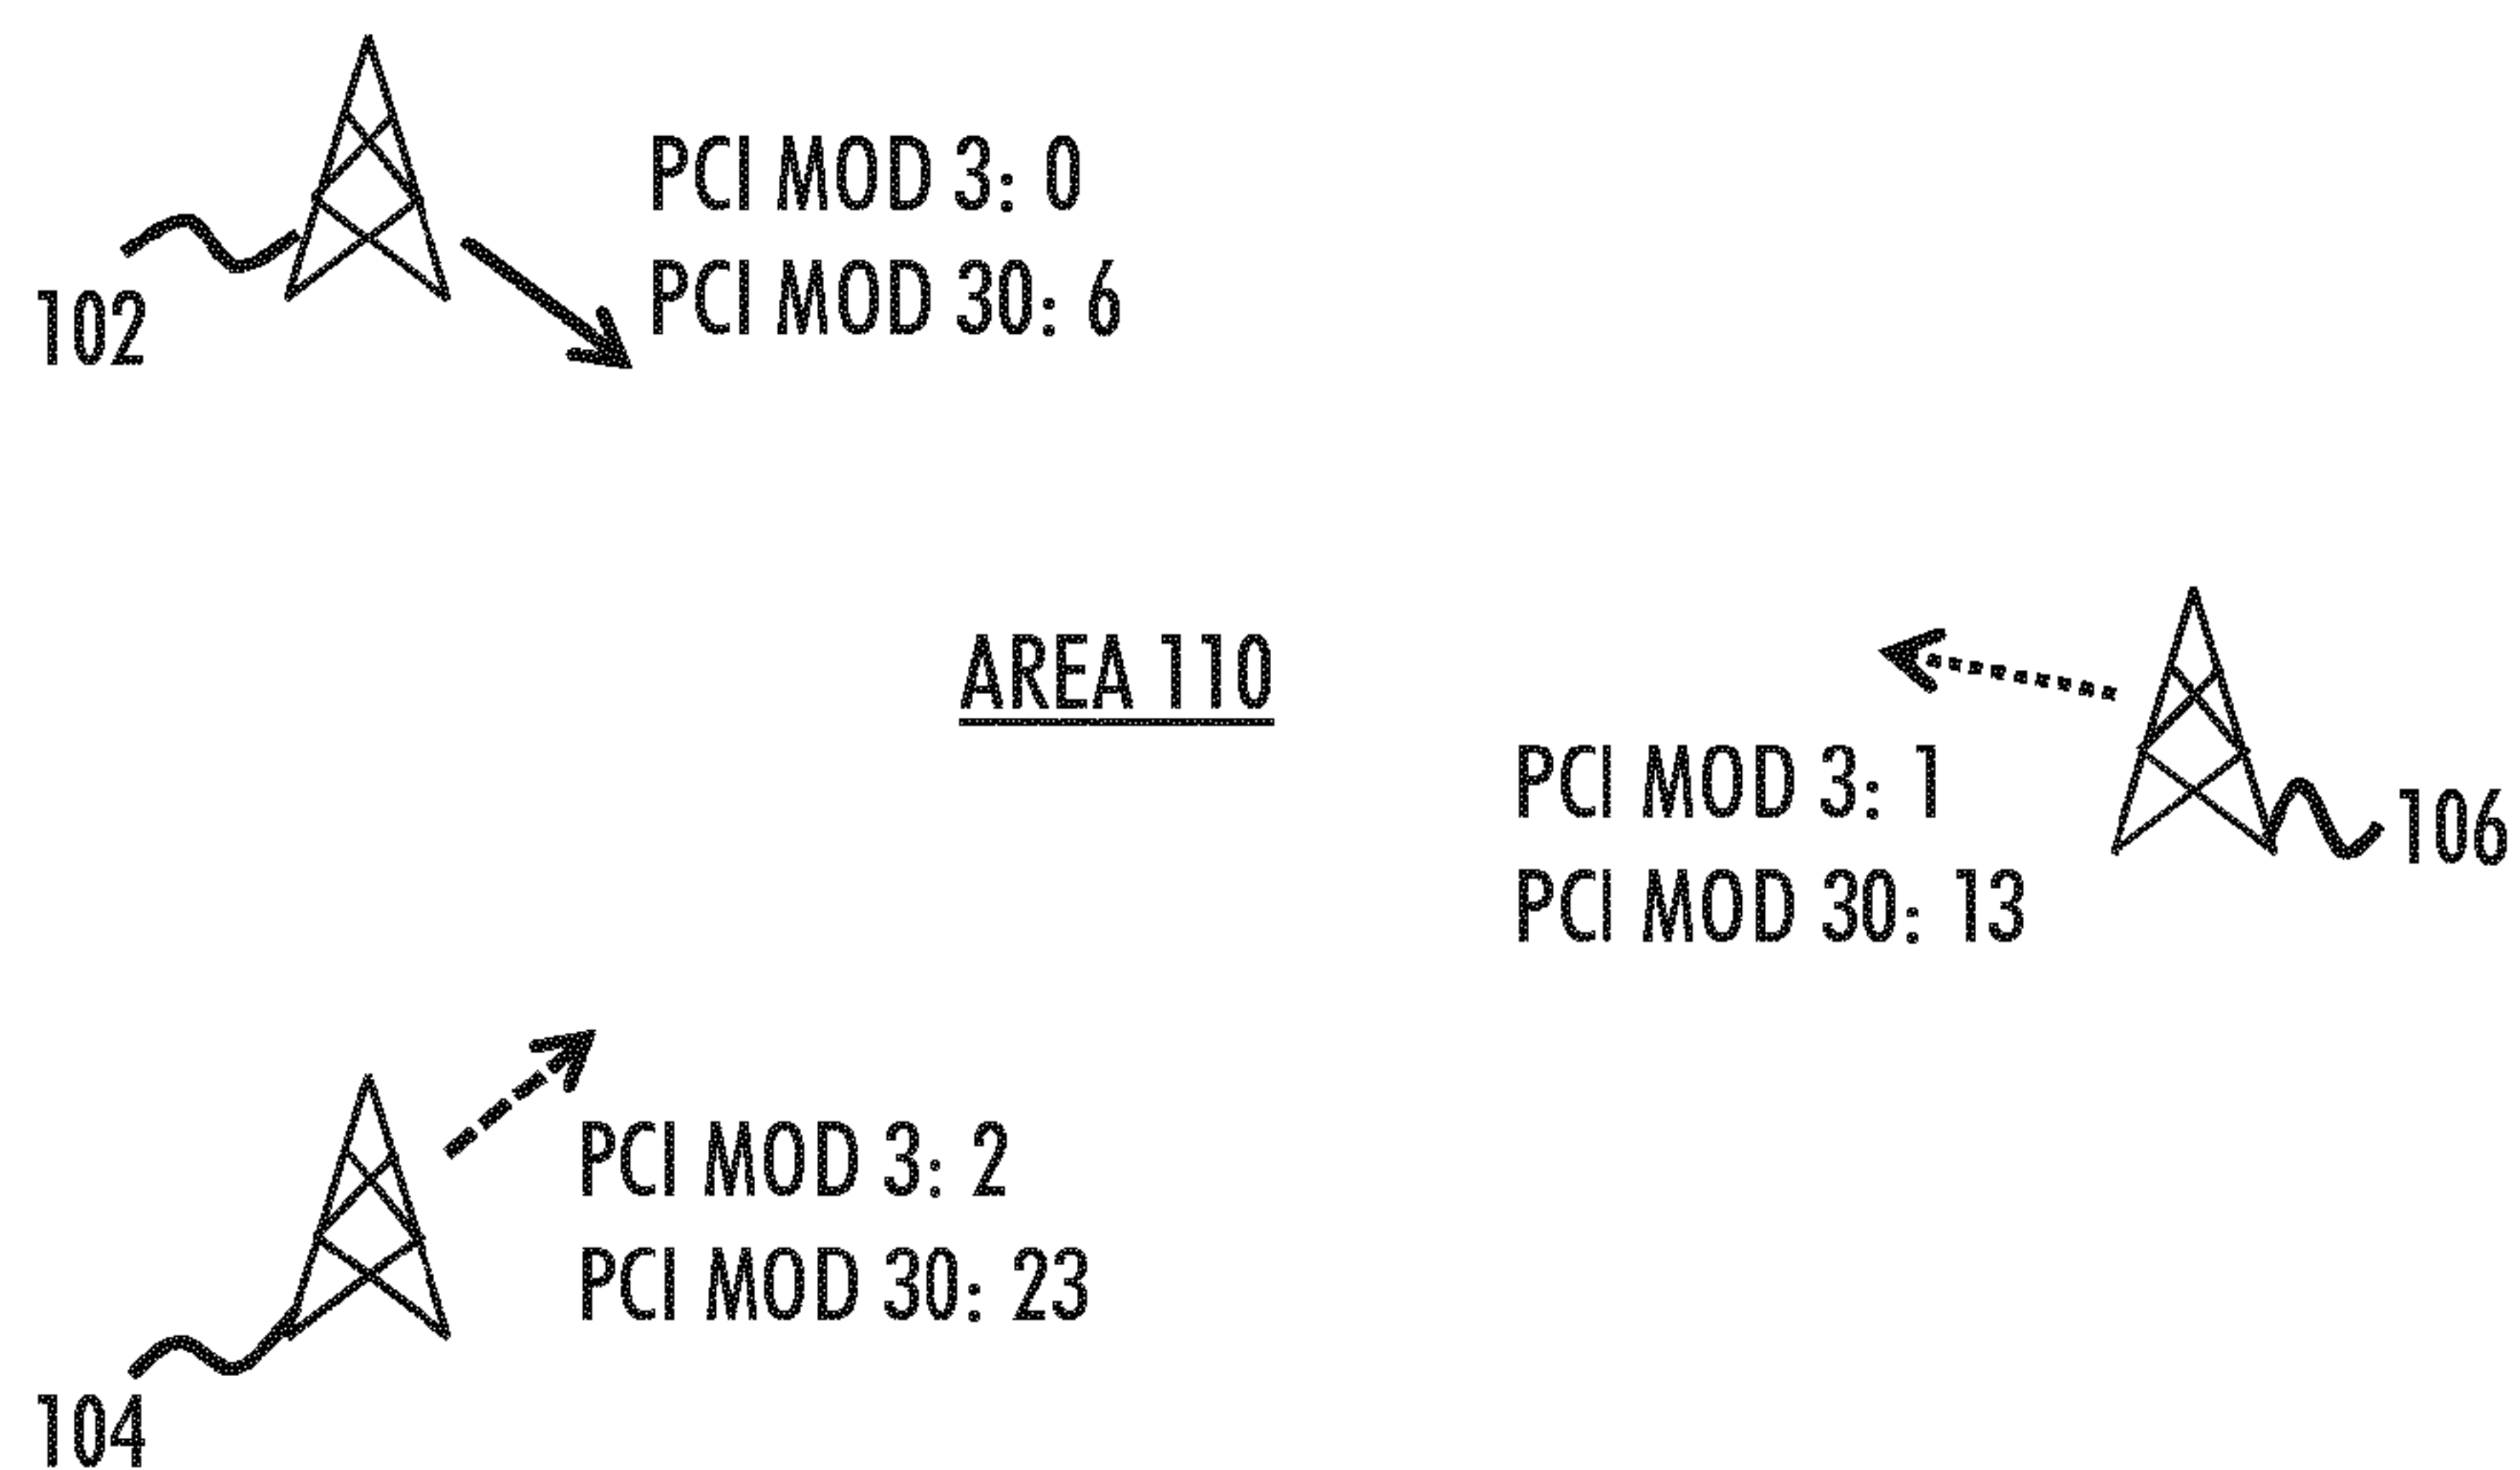 PCI MOD 3: 0
PCI MOD 30: 6
102
AREA 110
PCI MOD 3: 1
PCI MOD 30: 13
106
PCI MOD 3: 2
PCI MOD 30: 23
104